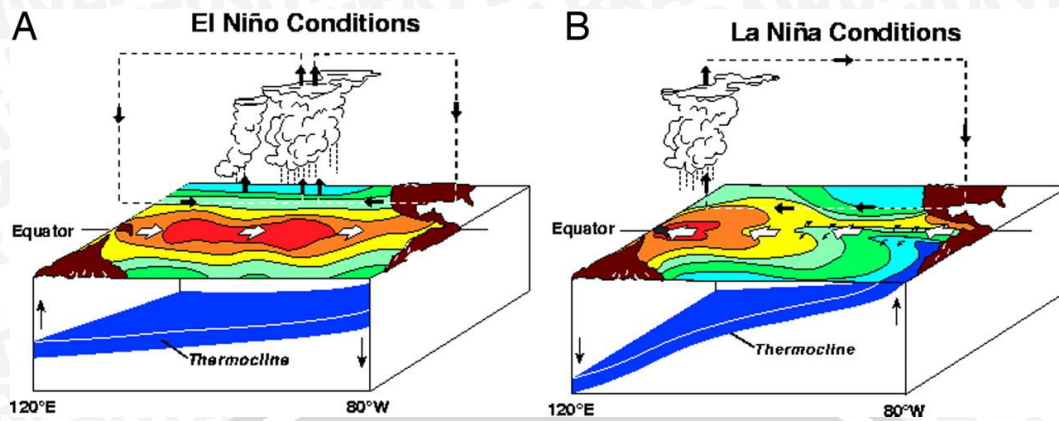 A
El Niño Conditions
Equator
Thermocline
120°E
80°W
B
La Niña Conditions
Equator
Thermocline
120°E
80°W